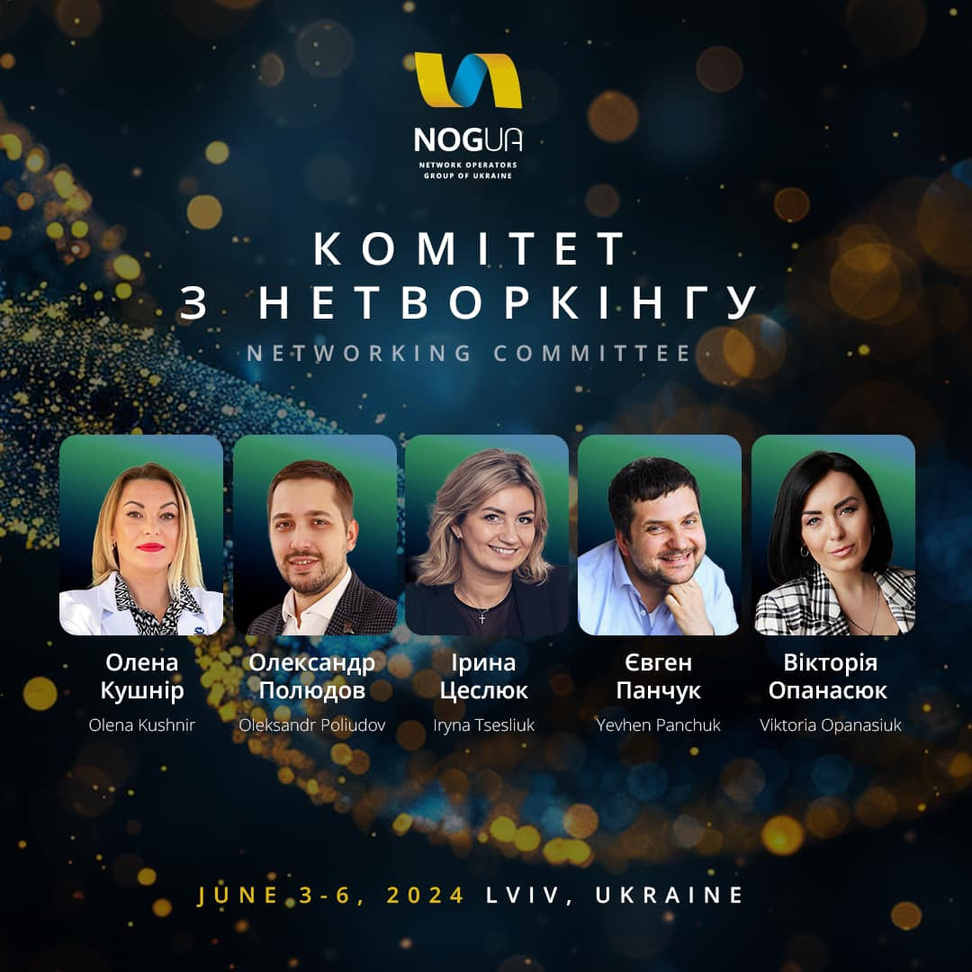 NOGUA
NETWORK OPERATORS
GROUP OF UKRAINE
КОМІТЕТ
З НЕТВОРКІНГУ
NETWORKING COMMITTEE
Олена
Кушнір
Olena Kushnir
Олександр
Полюдов
Oleksandr Poliudov
Ірина
Цеслюк
Iryna Tsesliuk
Євген
Панчук
Yevhen Panchuk
Вікторія
Опанасюк
Viktoria Opanasiuk
JUNE 3-6, 2024 LVIV, UKRAINE